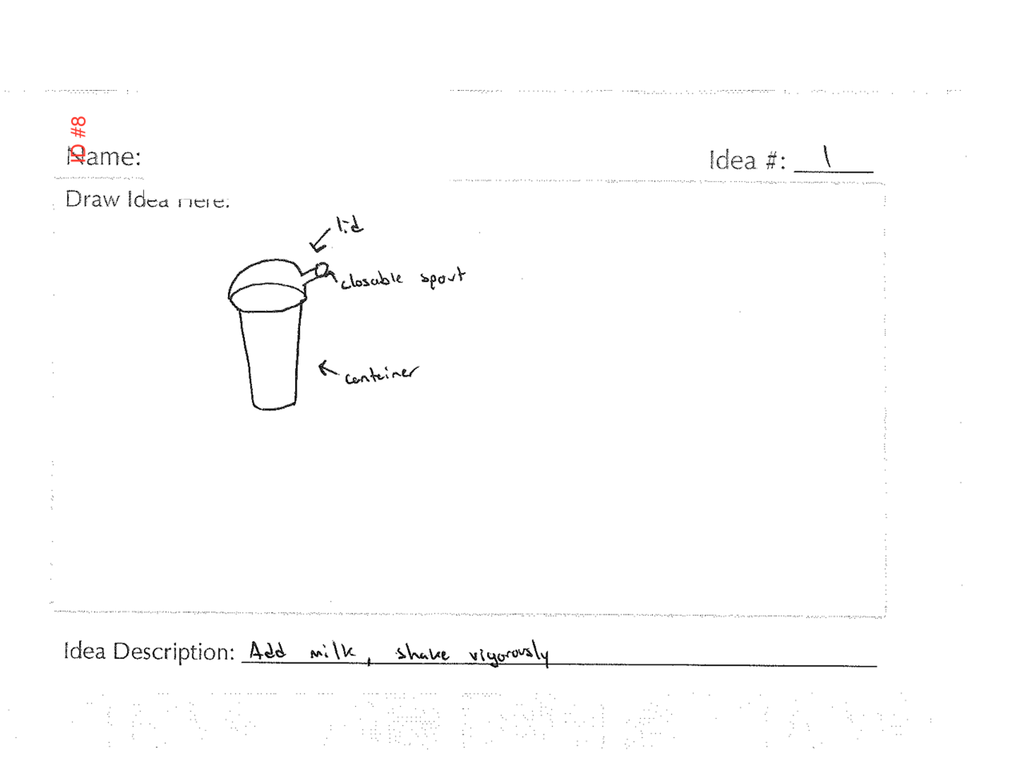 ID #8
Name:
Idea #: 1
Draw Idea Here:
lid
closable spout
container
Idea Description: Add milk, shake vigorously